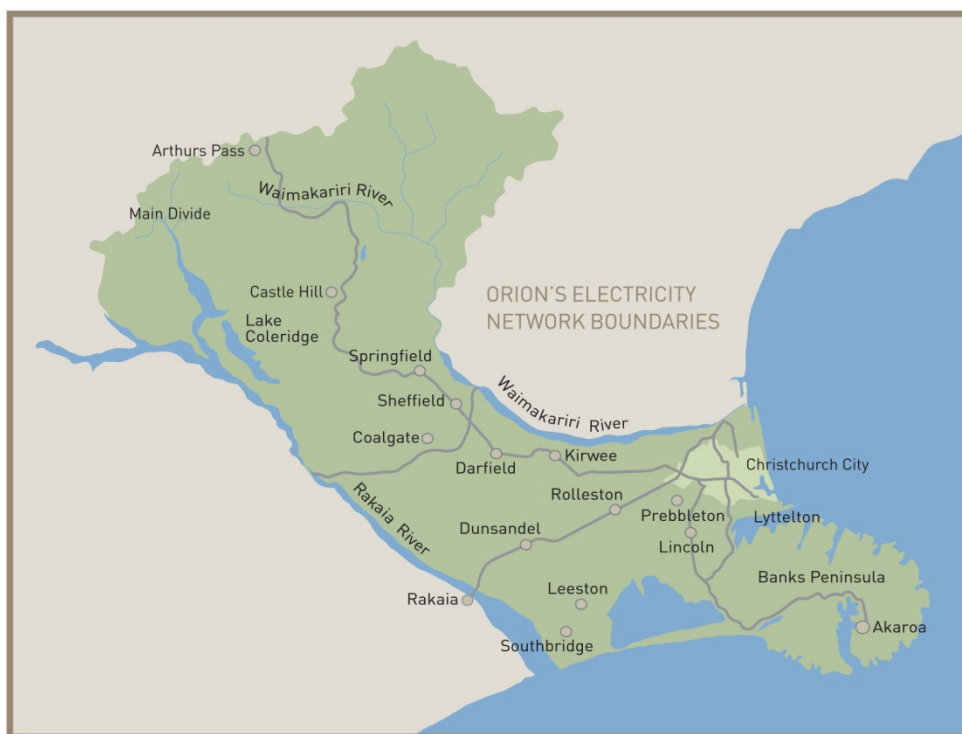 Arthurs Pass
Waimakariri River
Main Divide
Castle Hill
ORION'S ELECTRICITY
NETWORK BOUNDARIES
Lake
Coleridge
Springfield
Waimakariri River
Sheffield
Coalgate
Darfield
Kirwee
Christchurch City
Rakaia River
Rolleston
Prebbleton
Lyttelton
Dunsandel
Lincoln
Banks Peninsula
Leeston
Rakaia
Akaroa
Southbridge